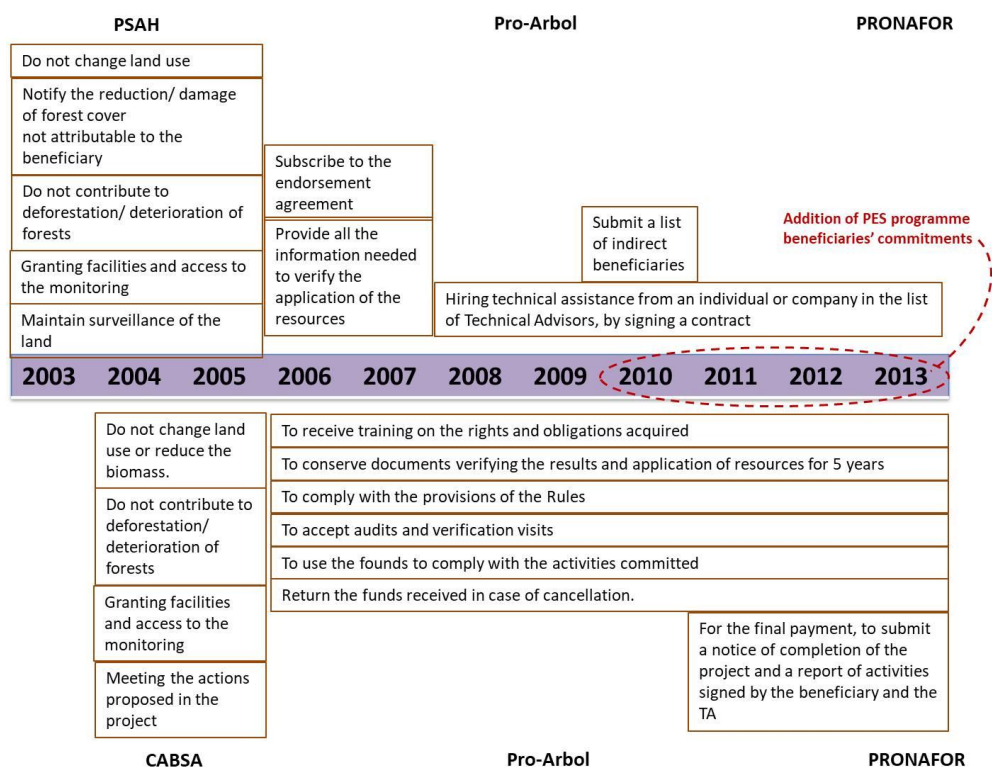 PSAH
Pro-Arbol
PRONAFOR
Do not change land use
Notify the reduction/ damage
of forest cover
not attributable to the
beneficiary
Do not contribute to
deforestation/ deterioration of
forests
Granting facilities and access to
the monitoring
Maintain surveillance of the
land
Subscribe to the
endorsement
agreement
Provide all the
information needed
to verify the
application of the
resources
Submit a list
of indirect
beneficiaries
Hiring technical assistance from an individual or company in the list
of Technical Advisors, by signing a contract
Addition of PES programme
beneficiaries’ commitments
2003 2004 2005 2006 2007 2008 2009 2010 2011 2012 2013
Do not change land
use or reduce the
biomass.
Do not contribute to
deforestation/
deterioration of
forests
Granting facilities
and access to the
monitoring
Meeting the actions
proposed in the
project
To receive training on the rights and obligations acquired
To conserve documents verifying the results and application of resources for 5 years
To comply with the provisions of the Rules
To accept audits and verification visits
To use the founds to comply with the activities committed
Return the funds received in case of cancellation.
For the final payment, to submit
a notice of completion of the
project and a report of activities
signed by the beneficiary and the
TA
CABSA
Pro-Arbol
PRONAFOR